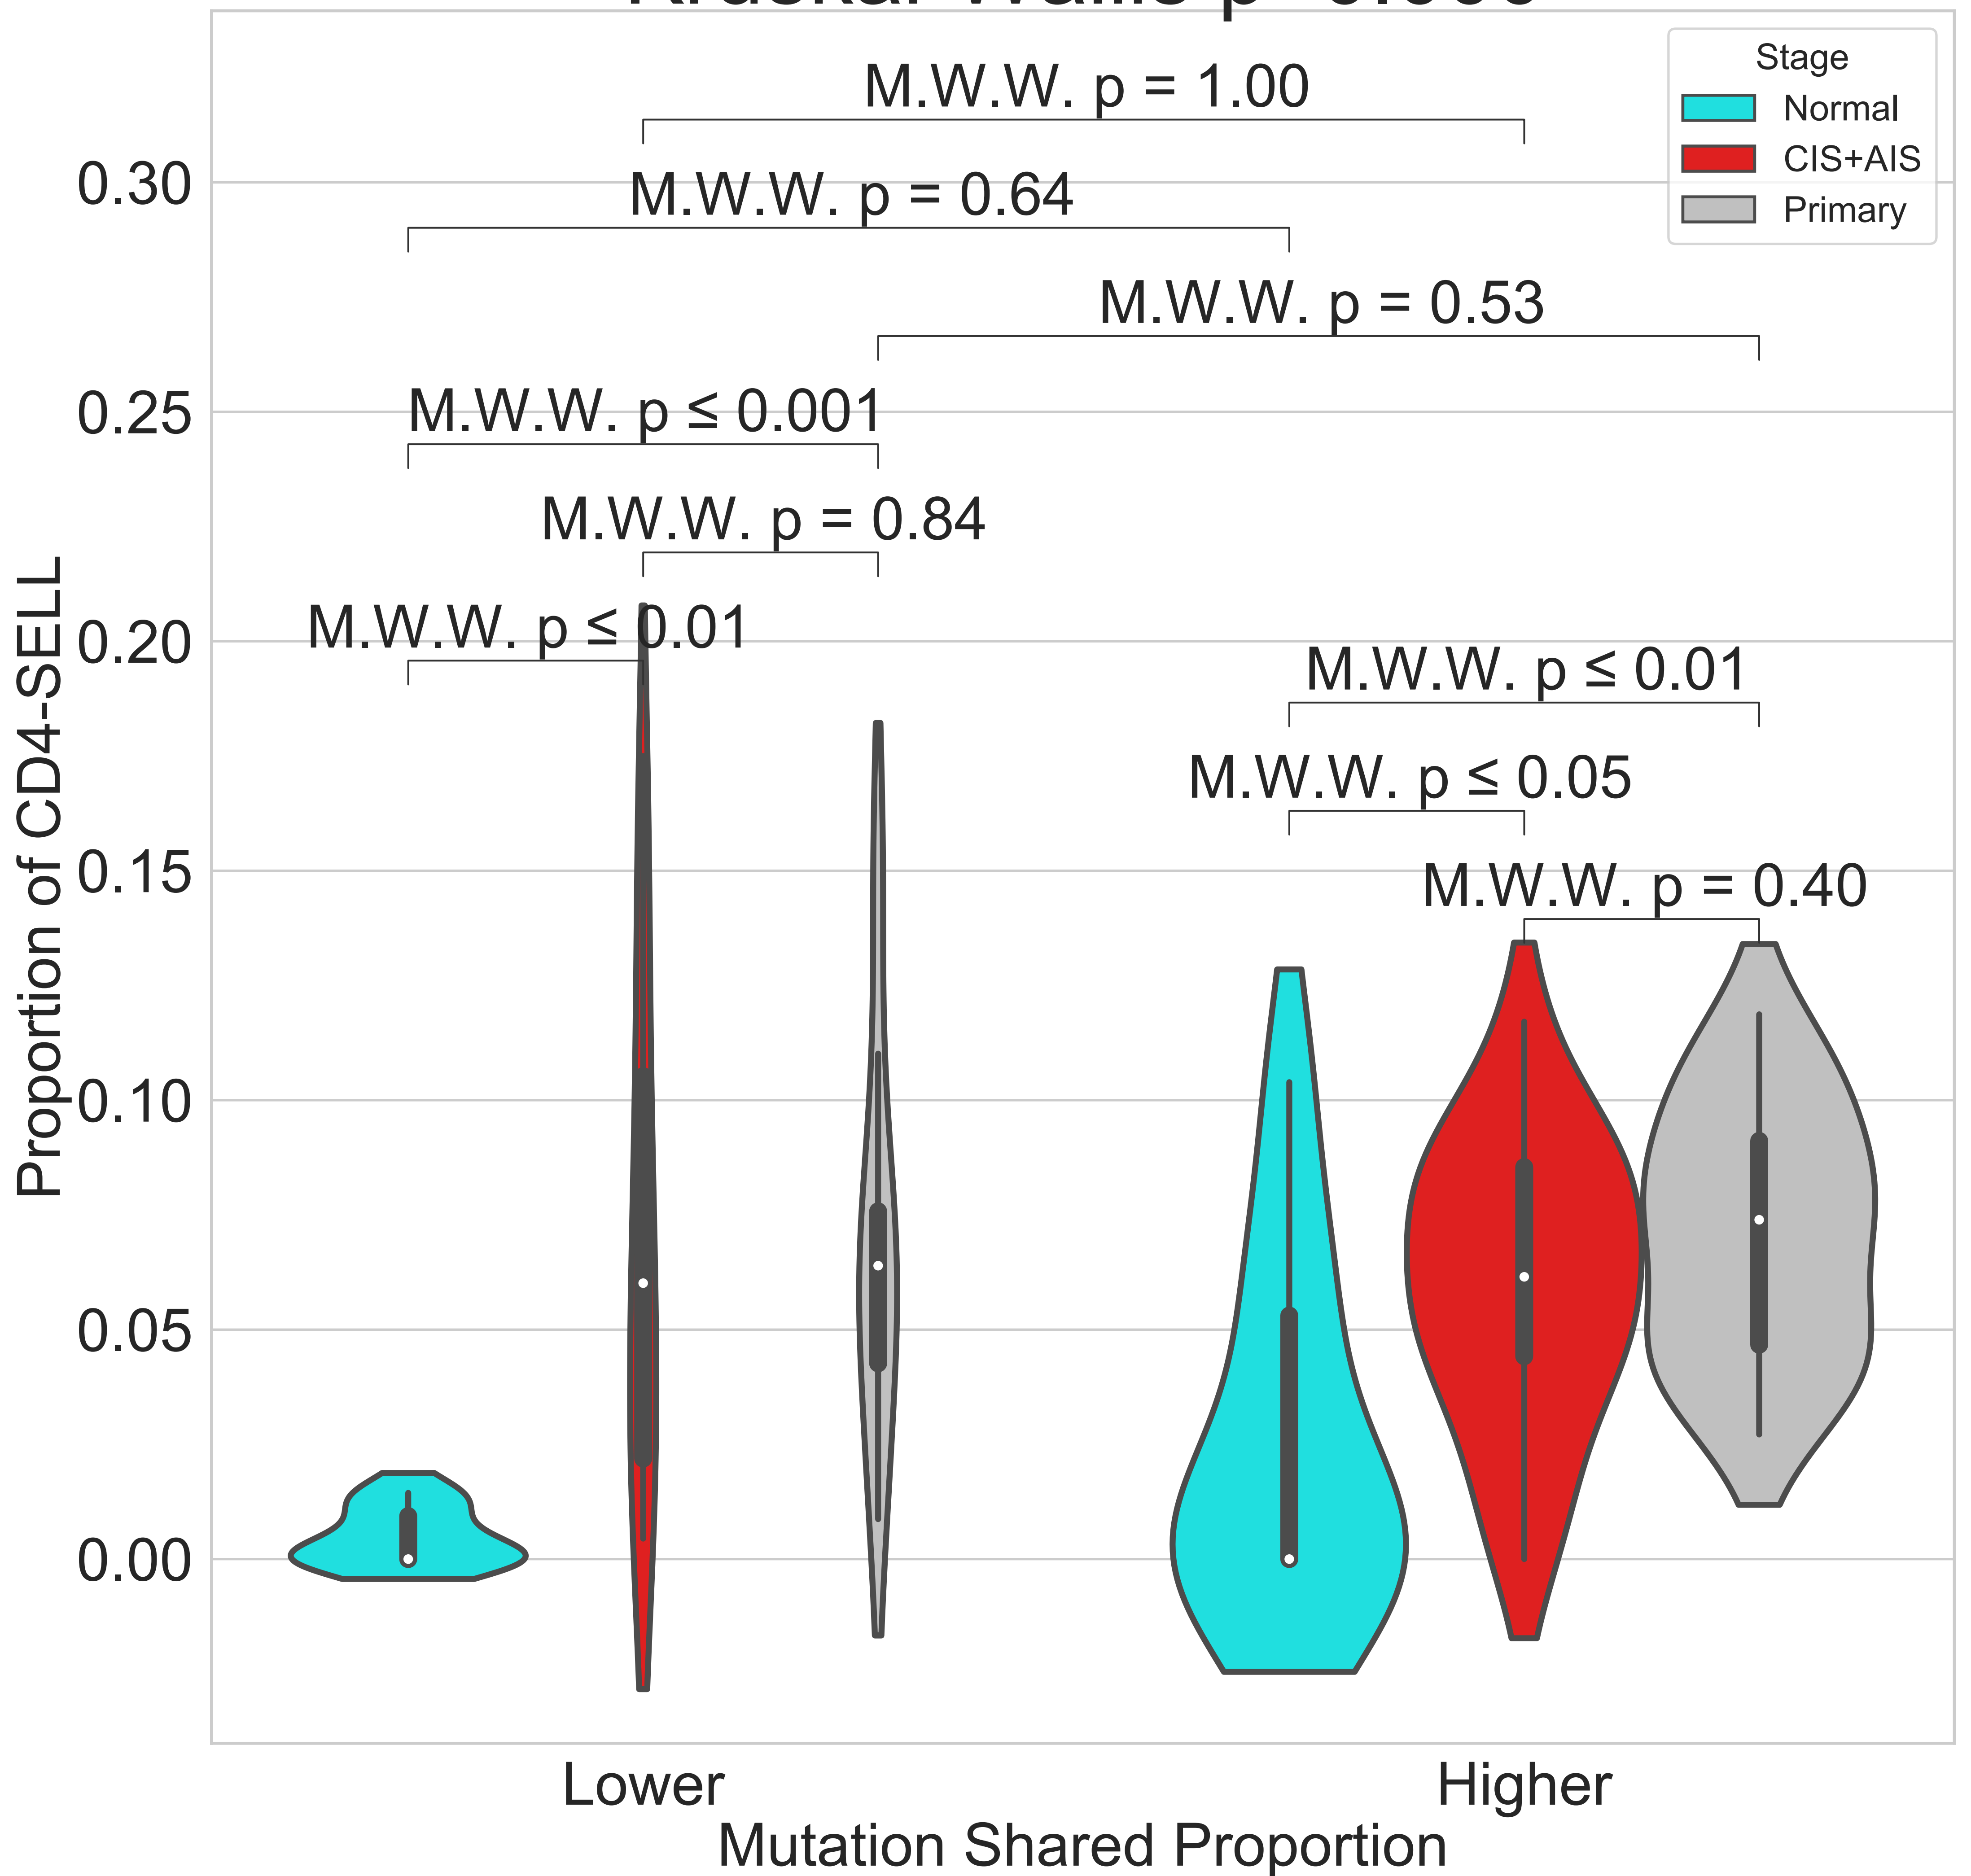 M.W.W. p = 1.00
M.W.W. p = 0.64
M.W.W. p = 0.53
M.W.W. p ≤ 0.001
M.W.W. p = 0.84
M.W.W. p ≤ 0.01
M.W.W. p ≤ 0.01
M.W.W. p ≤ 0.05
M.W.W. p = 0.40
Stage
Normal
CIS+AIS
Primary
Proportion of CD4-SELL
0.30
0.25
0.20
0.15
0.10
0.05
0.00
Lower
Higher
Mutation Shared Proportion